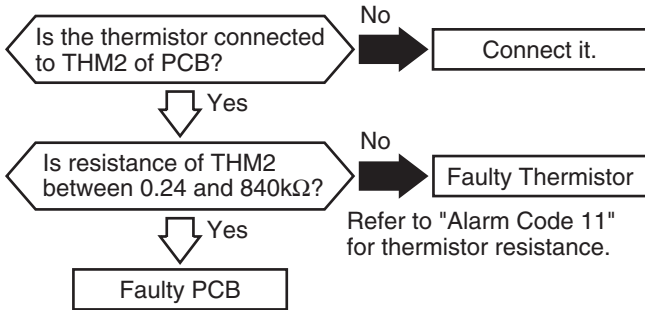 Is the thermistor connected
to THM2 of PCB?
No
Connect it.
Yes
Is resistance of THM2
between 0.24 and 840kΩ?
No
Faulty Thermistor
Refer to "Alarm Code 11"
for thermistor resistance.
Yes
Faulty PCB